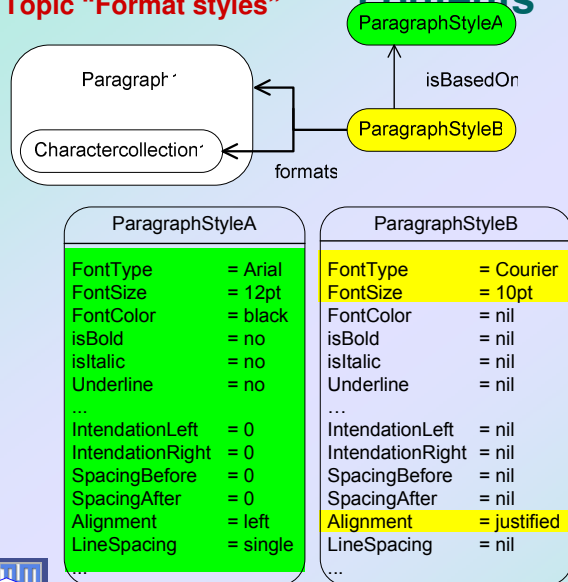 Topic “Format styles”
ParagraphStyleA
isBasedOn
Paragraph1
ParagraphStyleB
Charactercollection1
formats
ParagraphStyleA
FontType = Arial
FontSize = 12pt
FontColor = black
isBold = no
isItalic = no
Underline = no
...
IntendationLeft = 0
IntendationRight = 0
SpacingBefore = 0
SpacingAfter = 0
Alignment = left
LineSpacing = single
...
ParagraphStyleB
FontType = Courier
FontSize = 10pt
FontColor = nil
isBold = nil
isItalic = nil
Underline = nil
…
IntendationLeft = nil
IntendationRight = nil
SpacingBefore = nil
SpacingAfter = nil
Alignment = justified
LineSpacing = nil
...